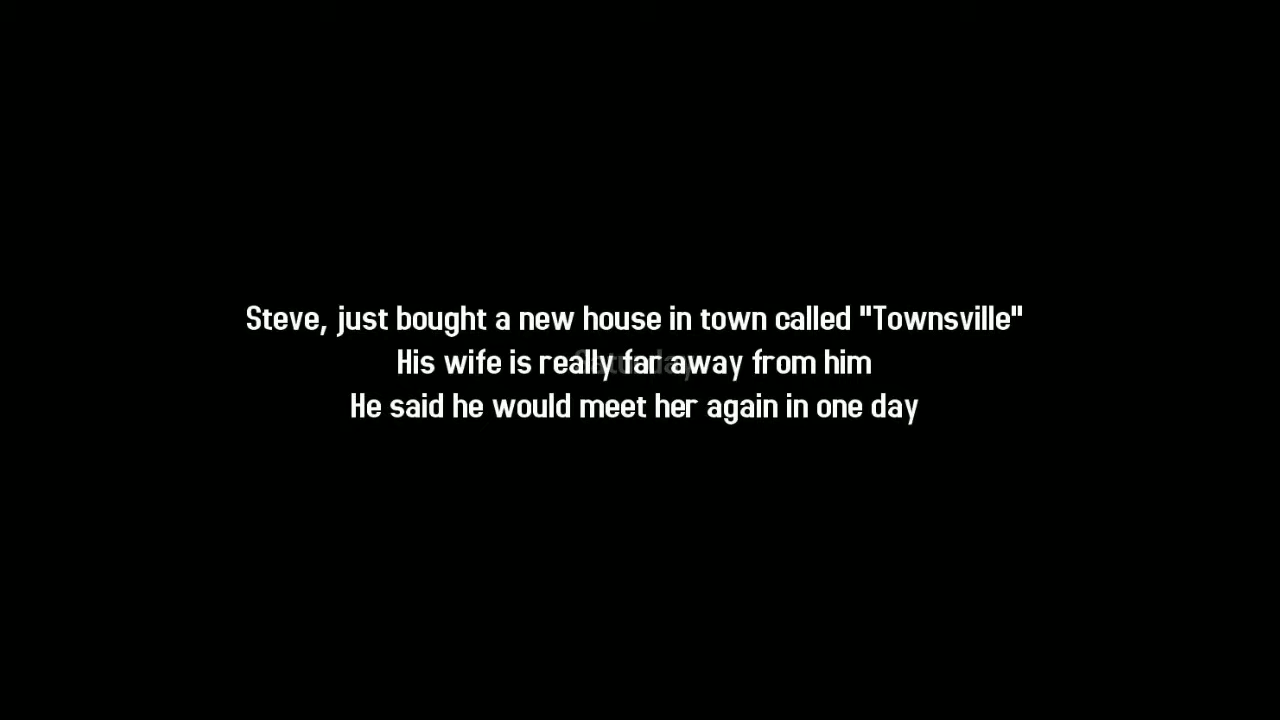 Steve, just bought a new house in town called "Townsville"
His wife is really far away from him
He said he would meet her again in one day